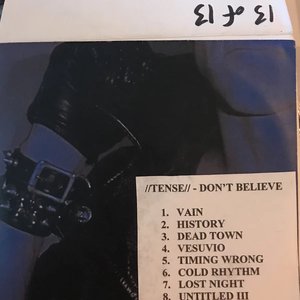 13 of 13
//TENSE// - DON'T BELIEVE
1. VAIN
2. HISTORY
3. DEAD TOWN
4. VESUVIO
5. TIMING WRONG
6. COLD RHYTHM
7. LOST NIGHT
8. UNTITLED III